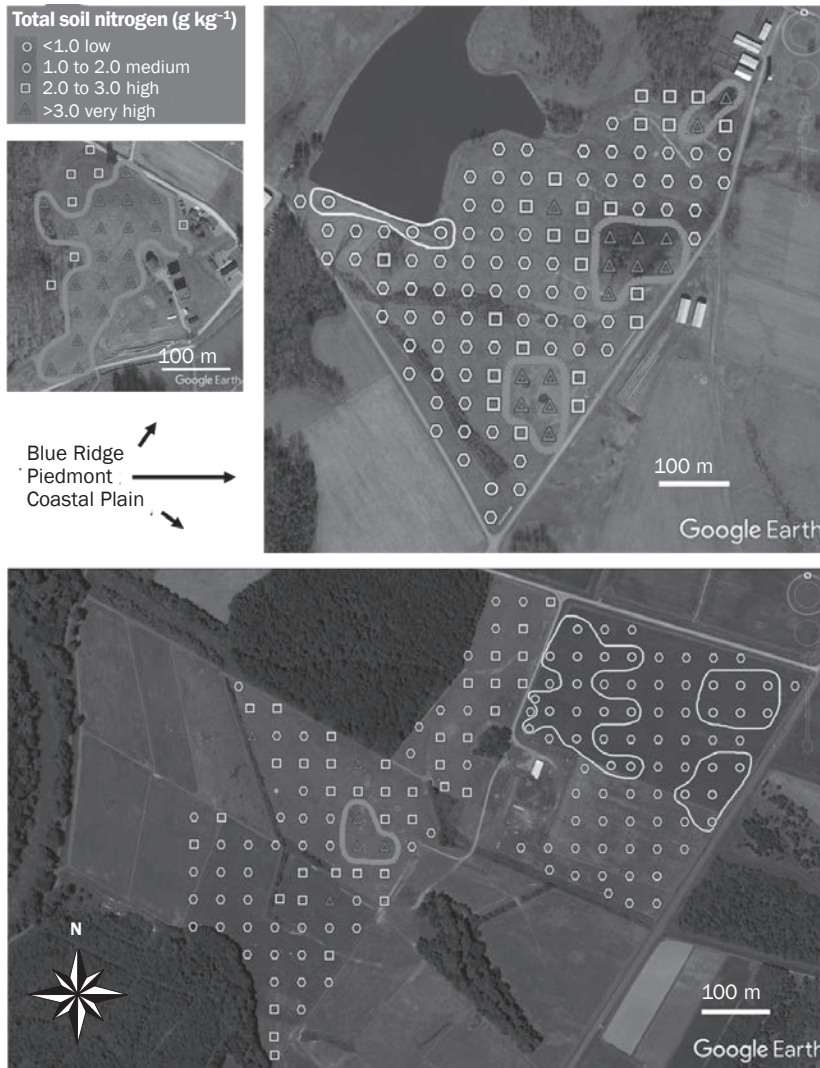 Total soil nitrogen (g kg⁻¹)
<1.0 low
1.0 to 2.0 medium
2.0 to 3.0 high
>3.0 very high
100 m
Google Earth
Blue Ridge
Piedmont
Coastal Plain
100 m
Google Earth
N
100 m
Google Earth